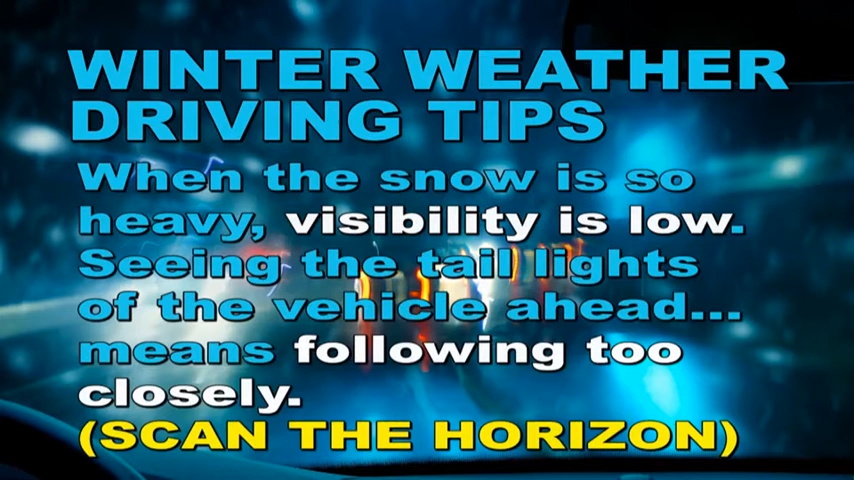 WINTER WEATHER
DRIVING TIPS
When the snow is so
heavy, visibility is low.
Seeing the tail lights
of the vehicle ahead...
means following too
closely.
(SCAN THE HORIZON)